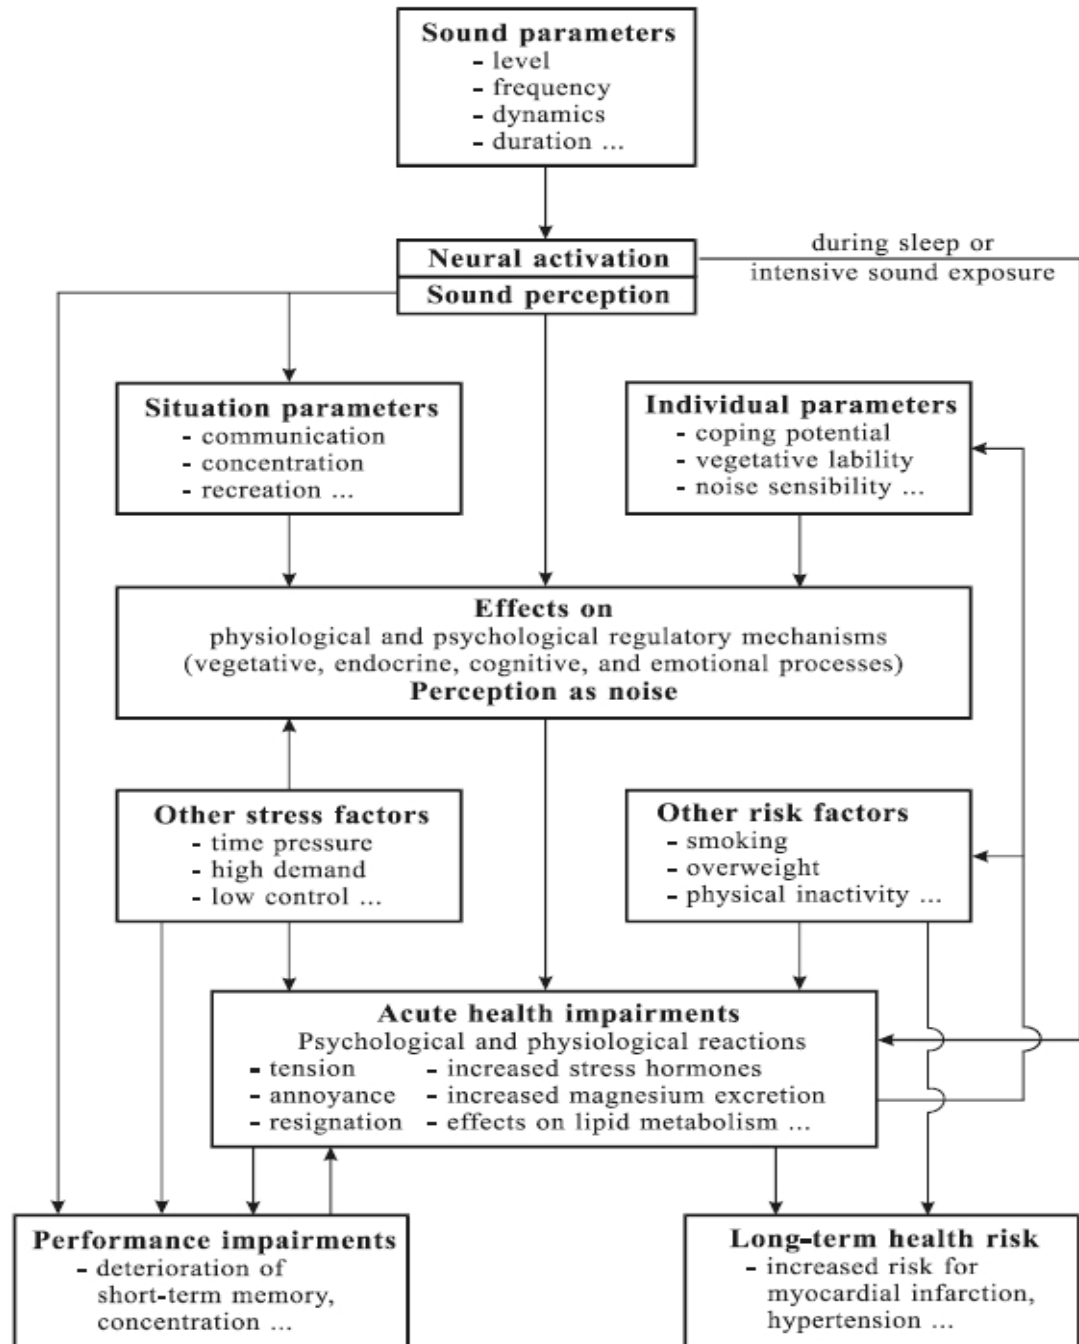 Sound parameters
- level
- frequency
- dynamics
- duration ...
Neural activation
Sound perception
during sleep or
intensive sound exposure
Situation parameters
- communication
- concentration
- recreation ...
Individual parameters
- coping potential
- vegetative lability
- noise sensibility ...
Effects on
physiological and psychological regulatory mechanisms
(vegetative, endocrine, cognitive, and emotional processes)
Perception as noise
Other stress factors
- time pressure
- high demand
- low control ...
Other risk factors
- smoking
- overweight
- physical inactivity ...
Acute health impairments
Psychological and physiological reactions
- tension - increased stress hormones
- annoyance - increased magnesium excretion
- resignation - effects on lipid metabolism ...
Performance impairments
- deterioration of
short-term memory,
concentration ...
Long-term health risk
- increased risk for
myocardial infarction,
hypertension ...